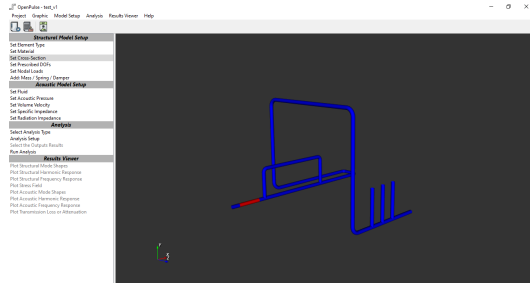 OpenPulse - test_v1
Project Graphic Model Setup Analysis Results Viewer Help
Structural Model Setup
Set Element Type
Set Material
Set Cross-Section
Set Prescribed DOFs
Set Nodal Loads
Add: Mass / Spring / Damper
Acoustic Model Setup
Set Fluid
Set Acoustic Pressure
Set Volume Velocity
Set Specific Impedance
Set Radiation Impedance
Analysis
Select Analysis Type
Analysis Setup
Select the Outputs Results
Run Analysis
Results Viewer
Plot Structural Mode Shapes
Plot Structural Harmonic Response
Plot Structural Frequency Response
Plot Stress Field
Plot Acoustic Mode Shapes
Plot Acoustic Harmonic Response
Plot Acoustic Frequency Response
Plot Transmission Loss or Attenuation